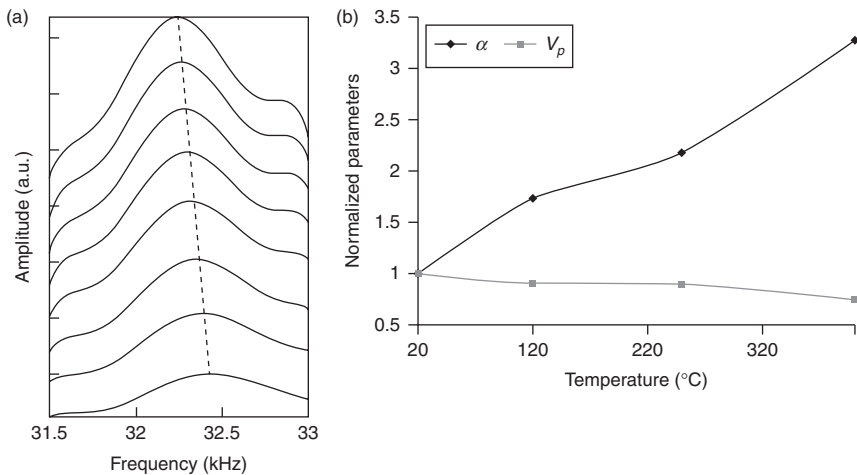 (a)
Amplitude (a.u.)
31.5 32 32.5 33
Frequency (kHz)
(b)
α Vp
Normalized parameters
3.5
3
2.5
2
1.5
1
0.5
20 120 220 320
Temperature (°C)